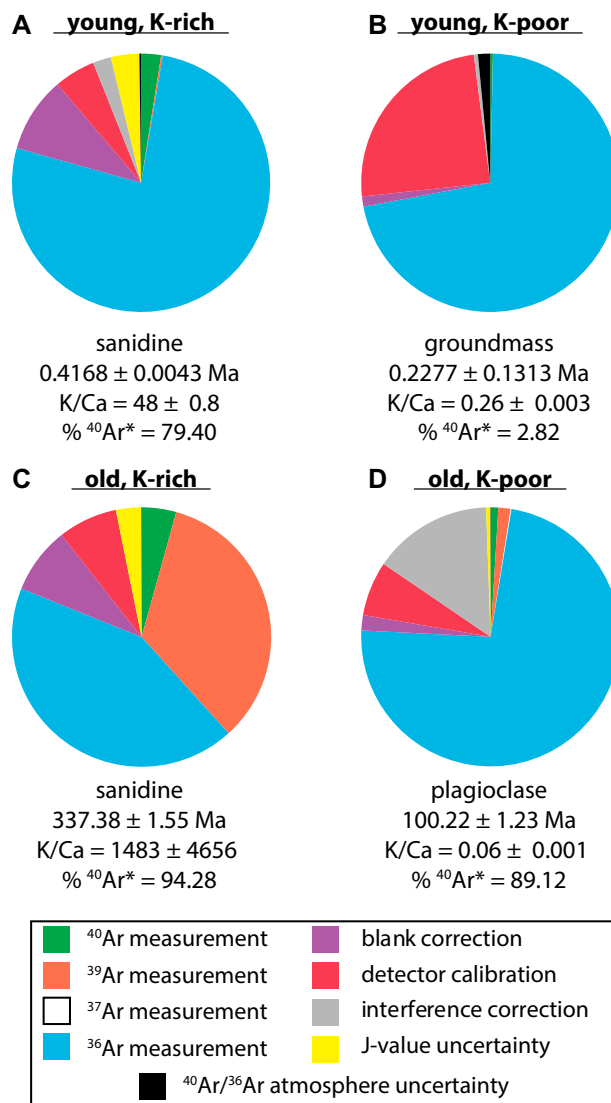 A young, K-rich
B young, K-poor
sanidine
0.4168 ± 0.0043 Ma
K/Ca = 48 ± 0.8
% ⁴⁰Ar* = 79.40
groundmass
0.2277 ± 0.1313 Ma
K/Ca = 0.26 ± 0.003
% ⁴⁰Ar* = 2.82
C old, K-rich
D old, K-poor
sanidine
337.38 ± 1.55 Ma
K/Ca = 1483 ± 4656
% ⁴⁰Ar* = 94.28
plagioclase
100.22 ± 1.23 Ma
K/Ca = 0.06 ± 0.001
% ⁴⁰Ar* = 89.12
⁴⁰Ar measurement
³⁹Ar measurement
³⁷Ar measurement
³⁶Ar measurement
blank correction
detector calibration
interference correction
J-value uncertainty
⁴⁰Ar/³⁶Ar atmosphere uncertainty